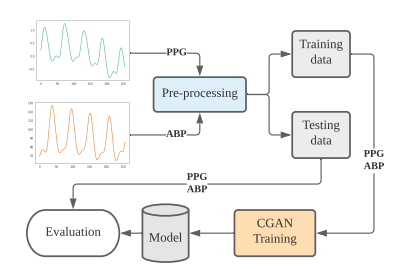 PPG
ABP
Pre-processing
Training
data
Testing
data
PPG
ABP
PPG
ABP
Evaluation
Model
CGAN
Training